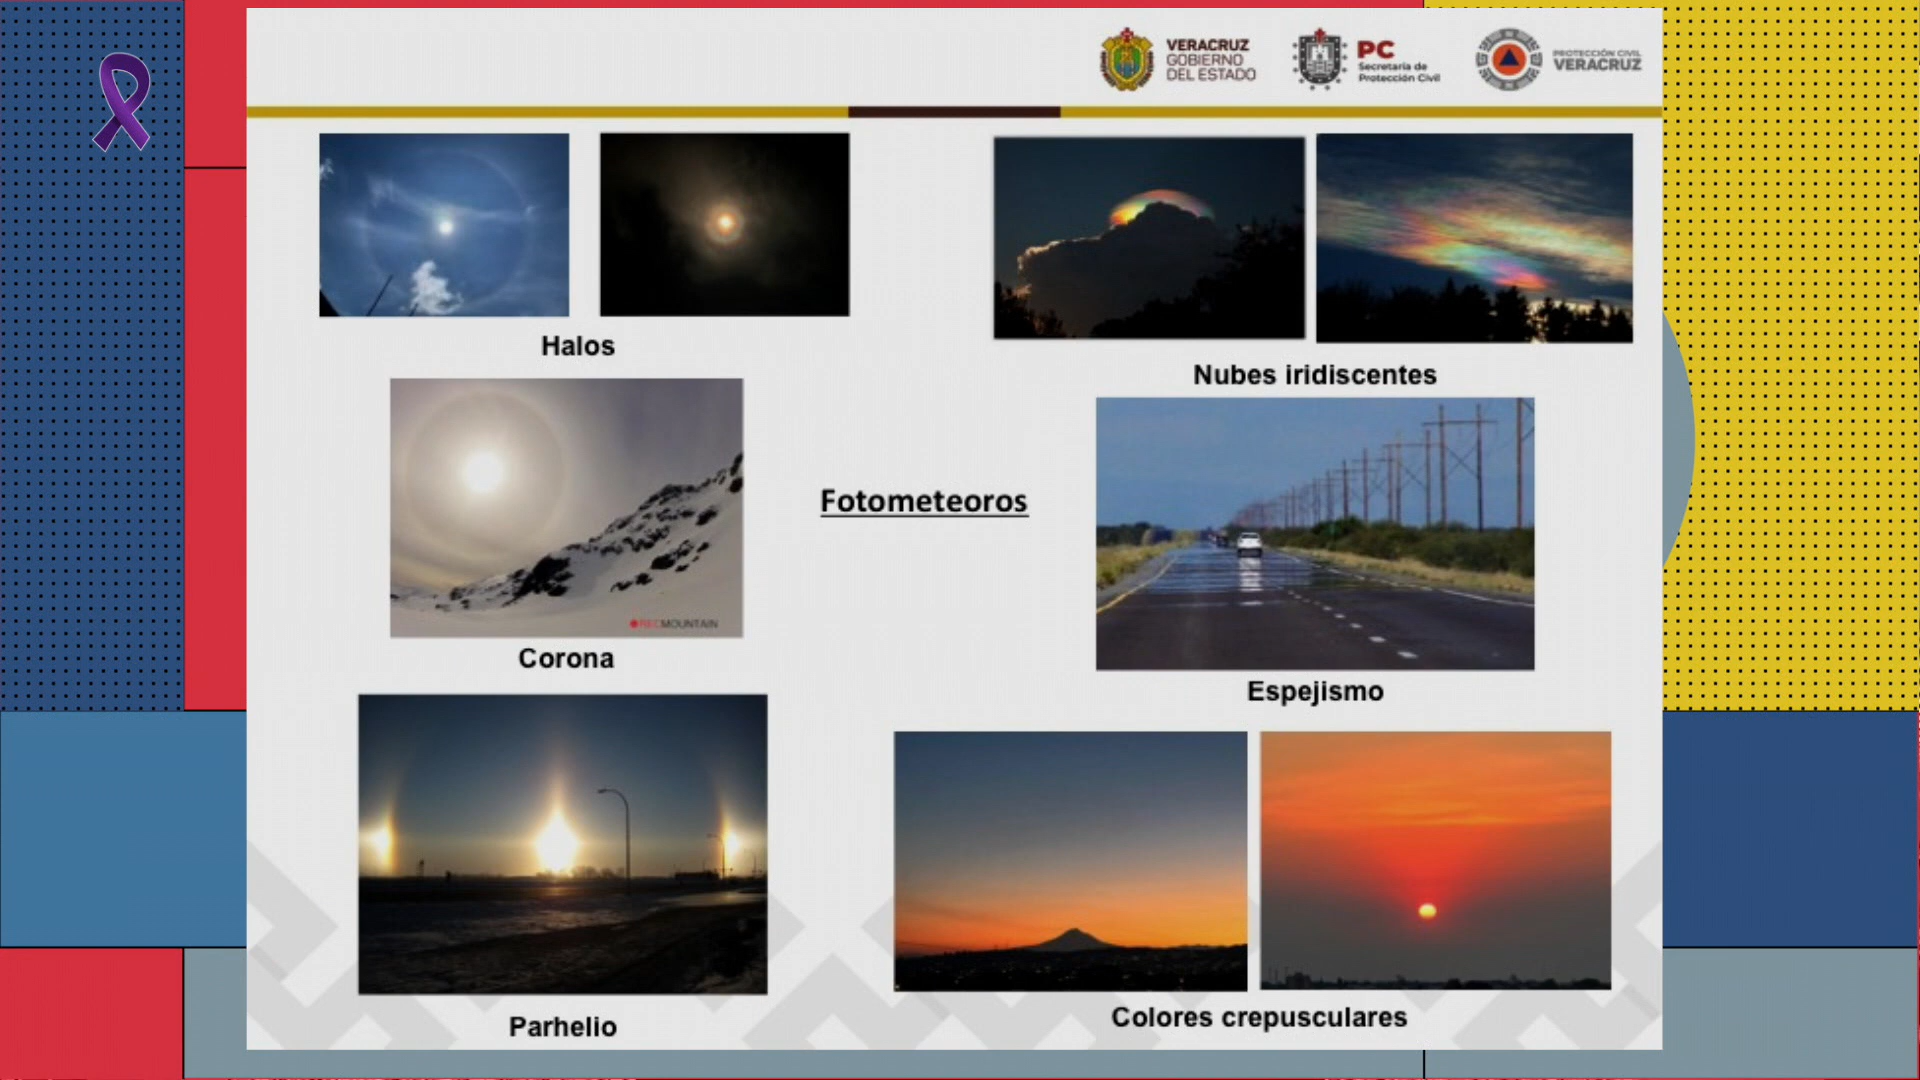 VERACRUZ
GOBIERNO
DEL ESTADO
PC
Secretaría de
Protección Civil
PROTECCIÓN CIVIL
VERACRUZ
Halos
Nubes iridiscentes
REDMOUNTAIN
Fotometeoros
Corona
Espejismo
Parhelio
Colores crepusculares